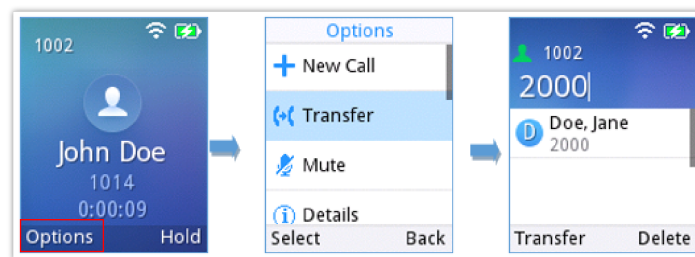 1002
John Doe
1014
0:00:09
Options Hold
Options
New Call
Transfer
Mute
Details
Select Back
1002
2000
D
Doe, Jane
2000
Transfer Delete